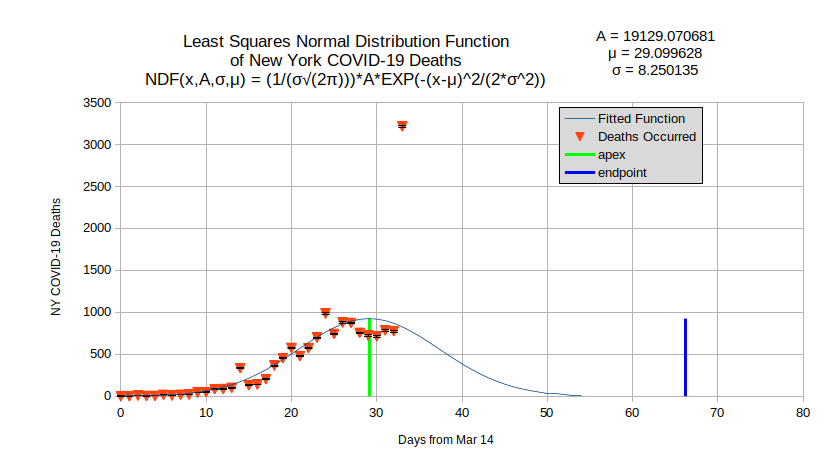 Least Squares Normal Distribution Function
of New York COVID-19 Deaths
NDF(x,A,σ,μ) = (1/(σ√(2π)))*A*EXP(-(x-μ)^2/(2*σ^2))
A = 19129.070681
μ = 29.099628
σ = 8.250135
3500
3000
2500
2000
1500
1000
500
0
NY COVID-19 Deaths
Fitted Function
Deaths Occurred
apex
endpoint
0 10 20 30 40 50 60 70 80
Days from Mar 14